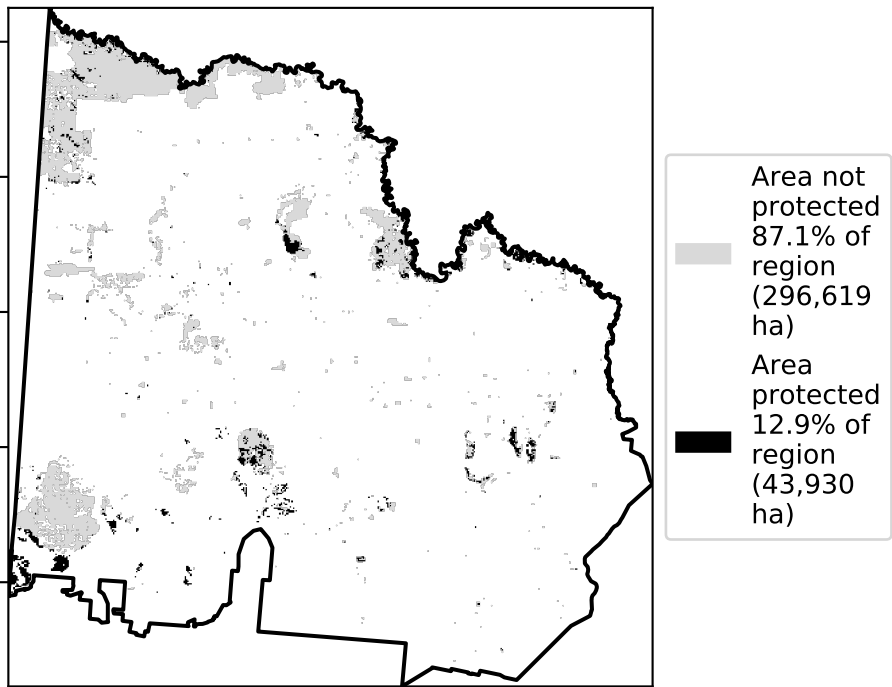 Area not
protected
87.1% of
region
(296,619
ha)
Area
protected
12.9% of
region
(43,930
ha)